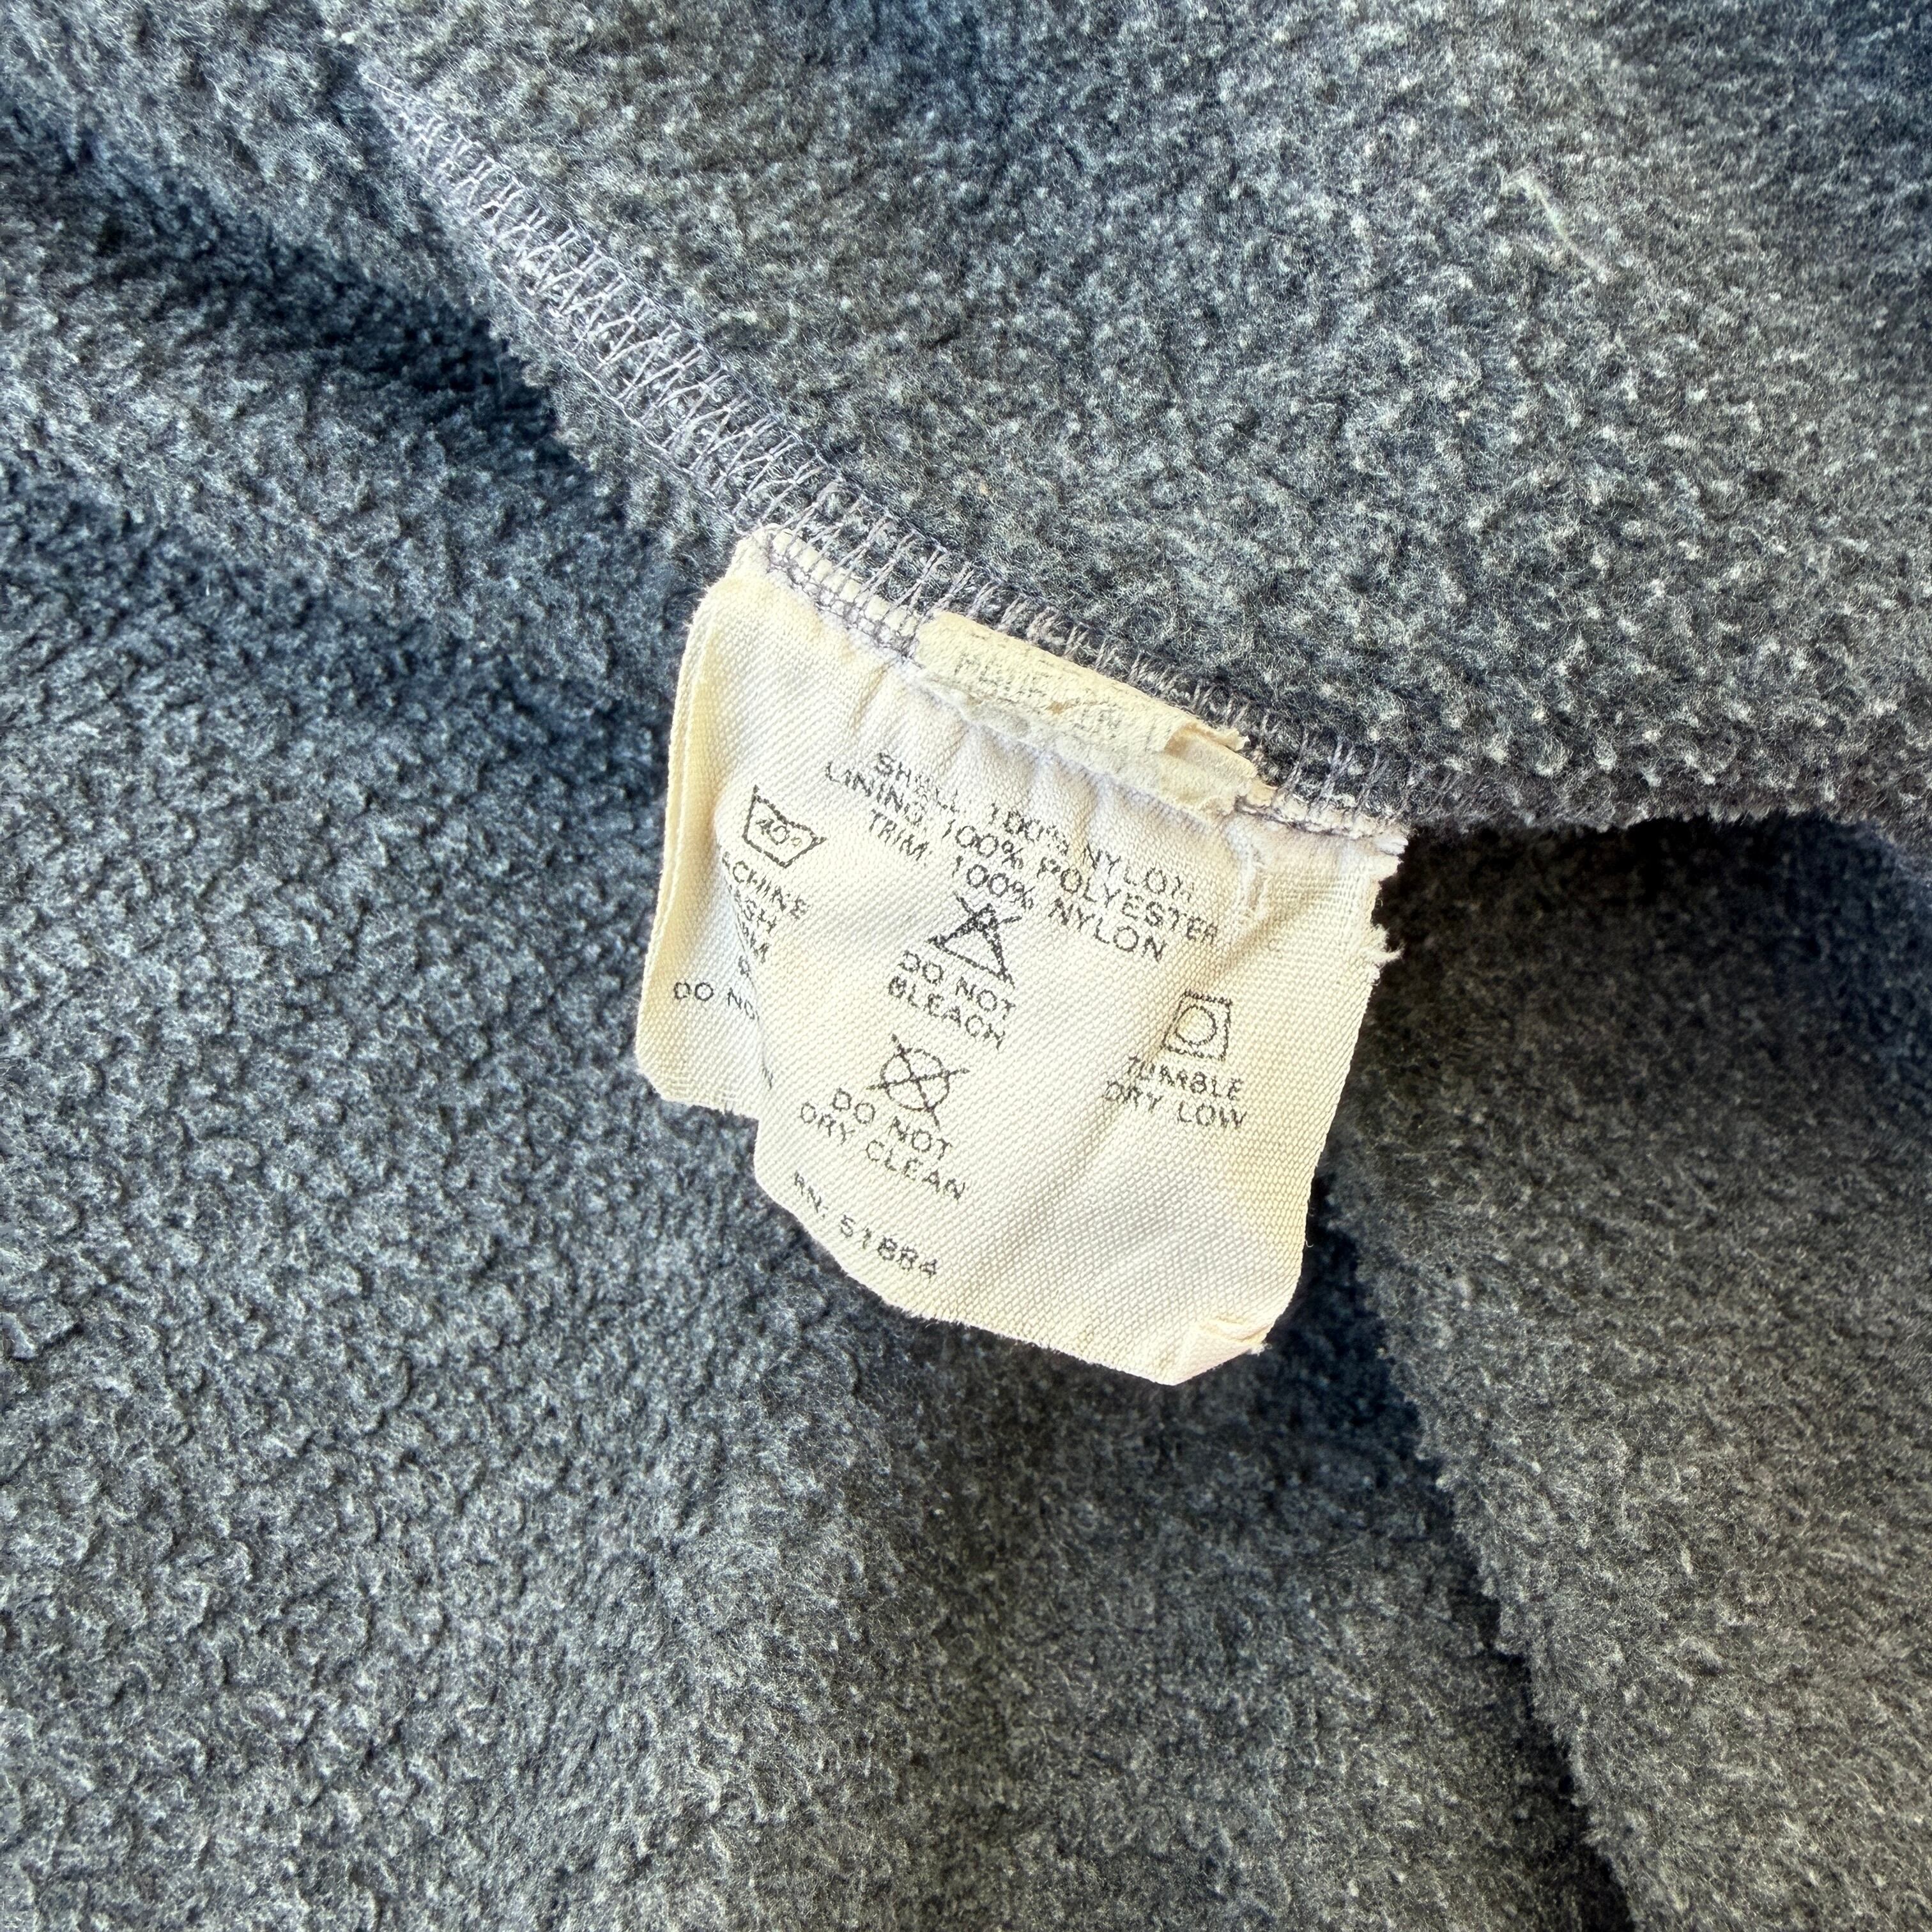 SHELL: 100% NYLON
LINING: 100% POLYESTER
TRIM: 100% NYLON
40°
DO NOT
BLEACH
TUMBLE
DRY LOW
DO NOT
DRY CLEAN
RN: 51884